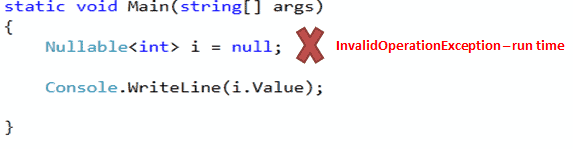 static void Main(string[] args)
{
Nullable<int> i = null; InvalidOperationException – run time
Console.WriteLine(i.Value);
}